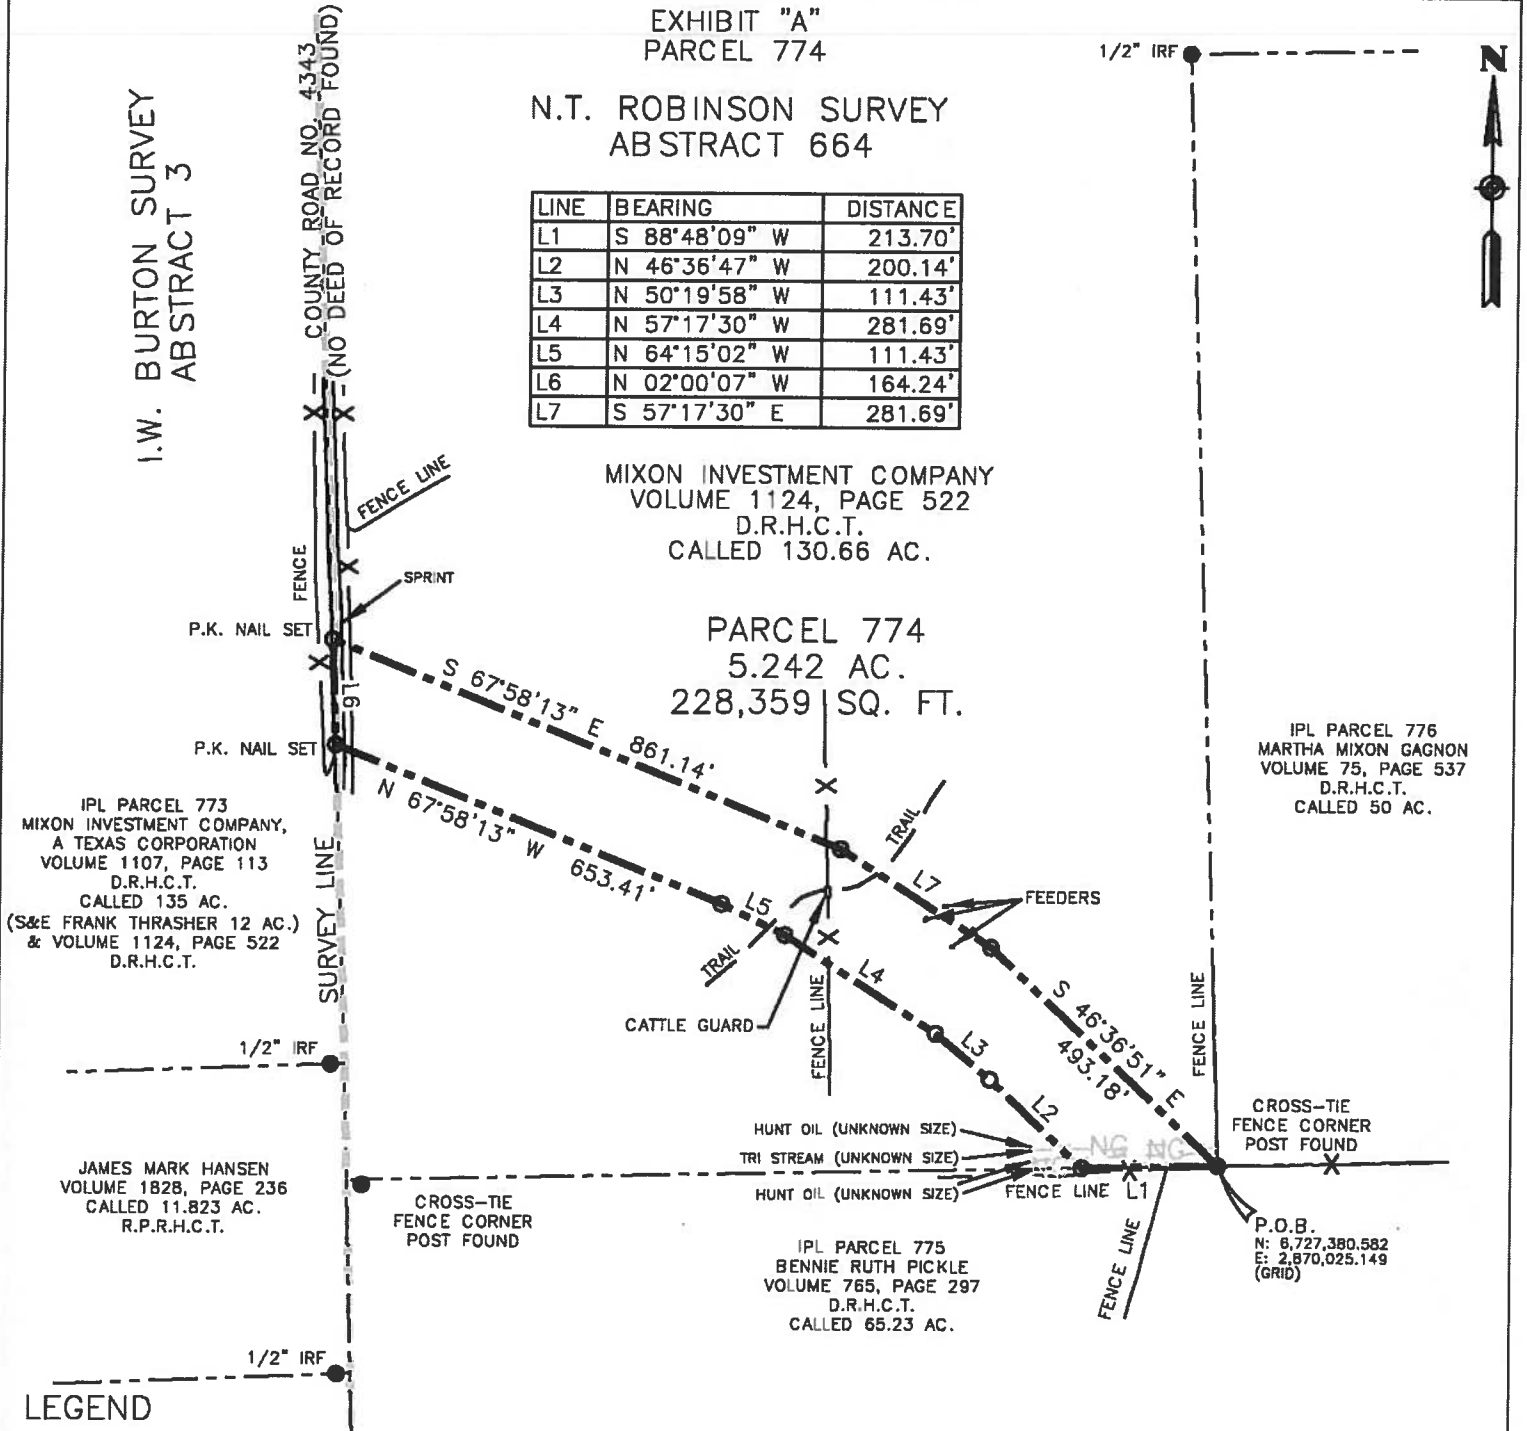 EXHIBIT "A"
PARCEL 774
N.T. ROBINSON SURVEY
ABSTRACT 664
1/2" IRF
N
I.W. BURTON SURVEY
ABSTRACT 3
COUNTY ROAD NO. 4343
(NO DEED OF RECORD FOUND)
LINE BEARING DISTANCE
L1 S 88°48'09" W 213.70'
L2 N 46°36'47" W 200.14'
L3 N 50°19'58" W 111.43'
L4 N 57°17'30" W 281.69'
L5 N 64°15'02" W 111.43'
L6 N 02°00'07" W 164.24'
L7 S 57°17'30" E 281.69'
MIXON INVESTMENT COMPANY
VOLUME 1124, PAGE 522
D.R.H.C.T.
CALLED 130.66 AC.
FENCE LINE
FENCE
SPRINT
P.K. NAIL SET
L6
P.K. NAIL SET
PARCEL 774
5.242 AC.
228,359 SQ. FT.
S 67°58'13" E 861.14'
N 67°58'13" W 653.41'
IPL PARCEL 776
MARTHA MIXON GAGNON
VOLUME 75, PAGE 537
D.R.H.C.T.
CALLED 50 AC.
IPL PARCEL 773
MIXON INVESTMENT COMPANY,
A TEXAS CORPORATION
VOLUME 1107, PAGE 113
D.R.H.C.T.
CALLED 135 AC.
(S&E FRANK THRASHER 12 AC.)
& VOLUME 1124, PAGE 522
D.R.H.C.T.
SURVEY LINE
TRAIL
L7
FEEDERS
L5
TRAIL
L4
CATTLE GUARD
FENCE LINE
L3
S 46°36'51" E
493.18'
FENCE LINE
L2
1/2" IRF
CROSS-TIE
FENCE CORNER
POST FOUND
HUNT OIL (UNKNOWN SIZE)
TRI STREAM (UNKNOWN SIZE)
HUNT OIL (UNKNOWN SIZE)
NG NG
FENCE LINE L1
JAMES MARK HANSEN
VOLUME 1828, PAGE 236
CALLED 11.823 AC.
R.P.R.H.C.T.
CROSS-TIE
FENCE CORNER
POST FOUND
FENCE LINE
P.O.B.
N: 6,727,380.582
E: 2,870,025.149
(GRID)
IPL PARCEL 775
BENNIE RUTH PICKLE
VOLUME 765, PAGE 297
D.R.H.C.T.
CALLED 65.23 AC.
1/2" IRF
LEGEND